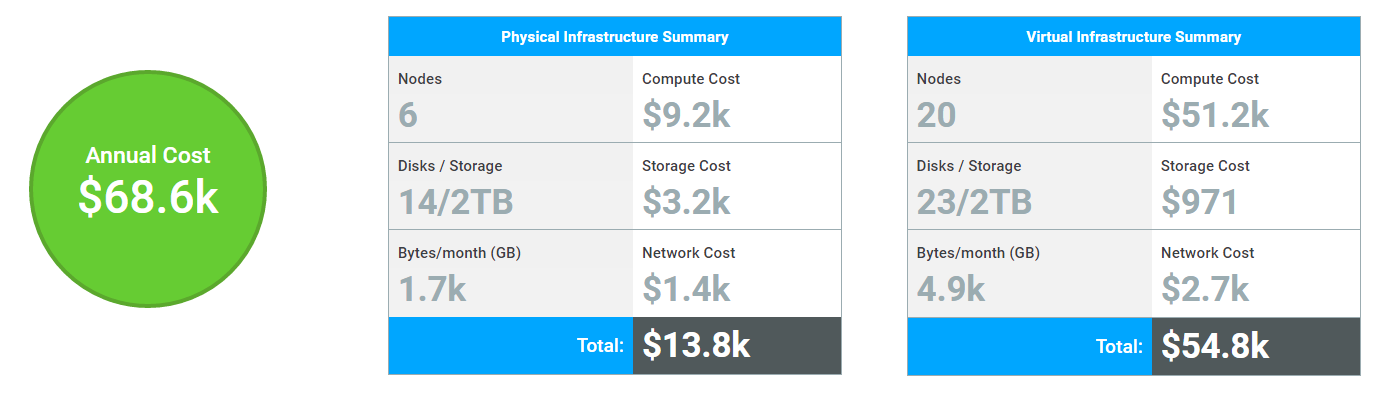 Annual Cost
$68.6k
Physical Infrastructure Summary
Nodes
6
Compute Cost
$9.2k
Disks / Storage
14/2TB
Storage Cost
$3.2k
Bytes/month (GB)
1.7k
Network Cost
$1.4k
Total:
$13.8k
Virtual Infrastructure Summary
Nodes
20
Compute Cost
$51.2k
Disks / Storage
23/2TB
Storage Cost
$971
Bytes/month (GB)
4.9k
Network Cost
$2.7k
Total:
$54.8k